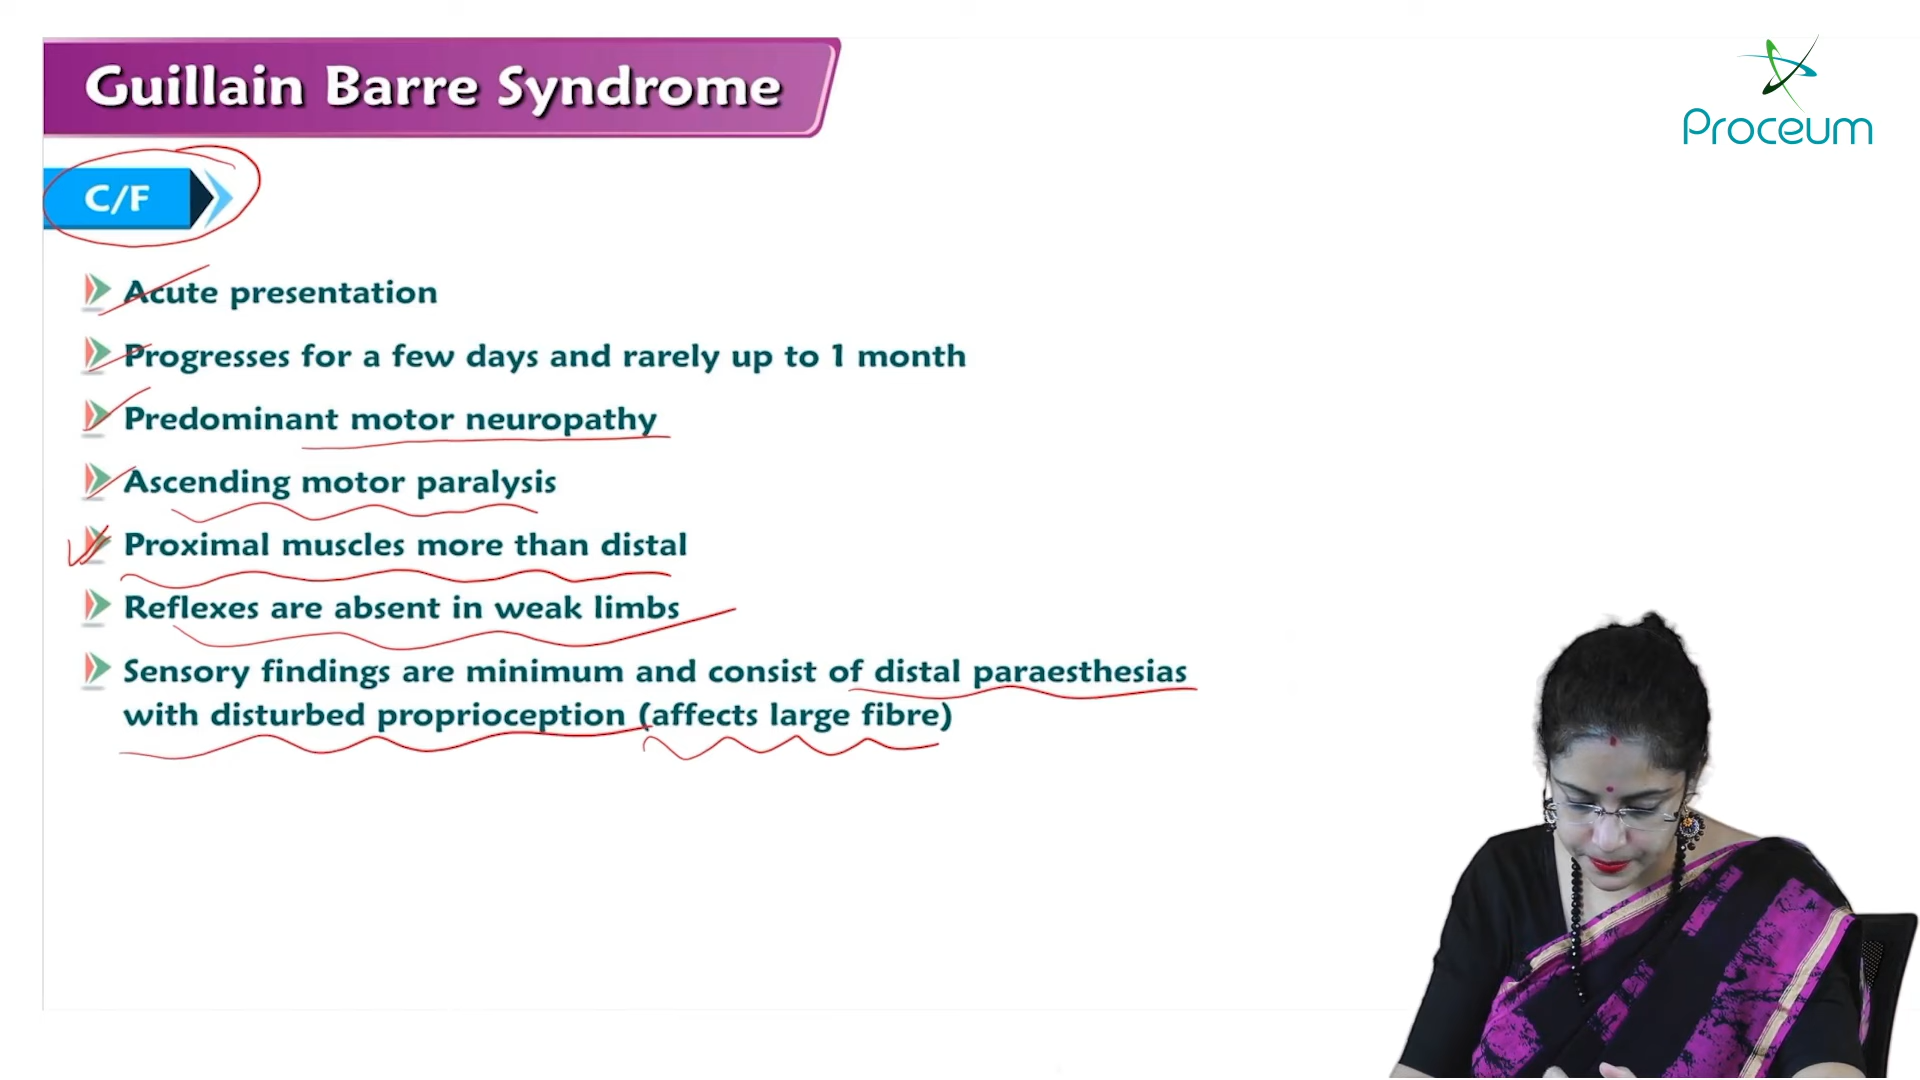 Guillain Barre Syndrome
Proceum
C/F
Acute presentation
Progresses for a few days and rarely up to 1 month
Predominant motor neuropathy
Ascending motor paralysis
Proximal muscles more than distal
Reflexes are absent in weak limbs
Sensory findings are minimum and consist of distal paraesthesias
with disturbed proprioception (affects large fibre)